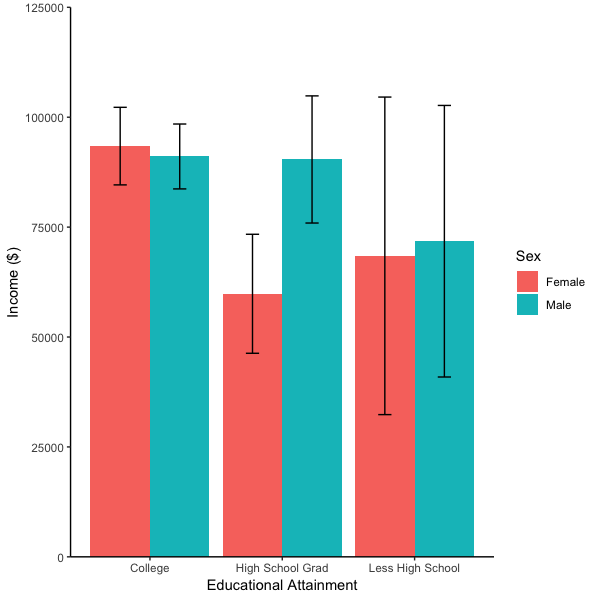 125000
100000
75000
50000
25000
0
Income ($)
College
High School Grad
Less High School
Educational Attainment
Sex
Female
Male